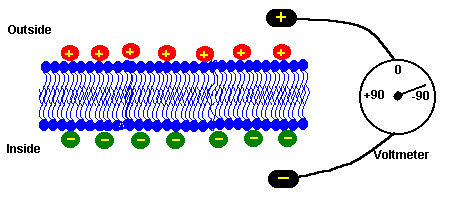 Outside
+ + + + + + + +
0
+90 -90
- - - - - - - -
Inside
Voltmeter